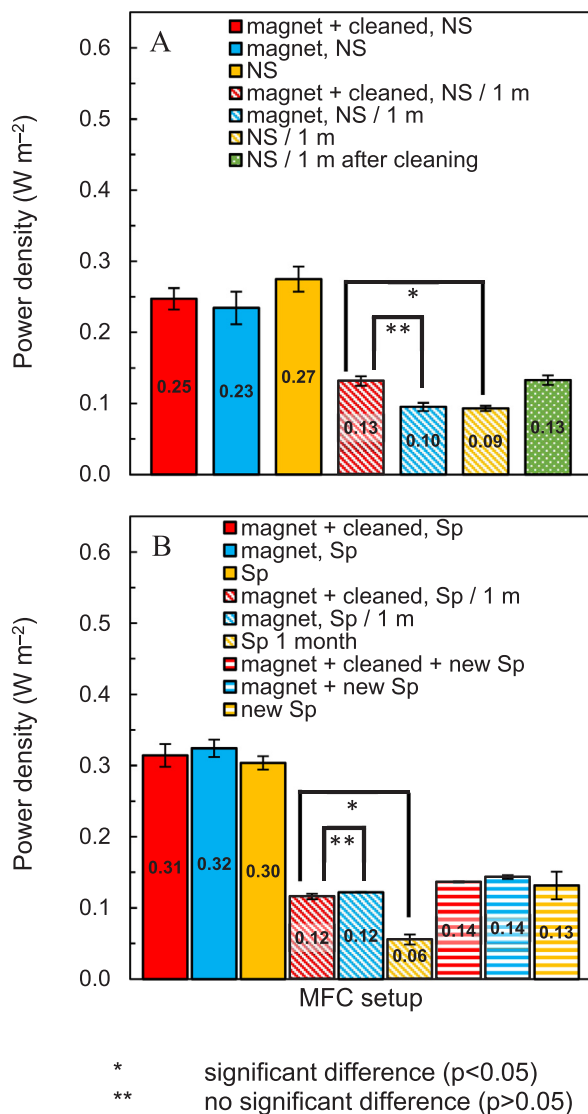 A
magnet + cleaned, NS
magnet, NS
NS
magnet + cleaned, NS / 1 m
magnet, NS / 1 m
NS / 1 m
NS / 1 m after cleaning
Power density (W m⁻²)
0.6
0.5
0.4
0.3
0.2
0.1
0.0
0.25
0.23
0.27
0.13
0.10
0.09
0.13
*
**
B
magnet + cleaned, Sp
magnet, Sp
Sp
magnet + cleaned, Sp / 1 m
magnet, Sp / 1 m
Sp 1 month
magnet + cleaned + new Sp
magnet + new Sp
new Sp
Power density (W m⁻²)
0.6
0.5
0.4
0.3
0.2
0.1
0.0
0.31
0.32
0.30
0.12
0.12
0.06
0.14
0.14
0.13
*
**
MFC setup
* significant difference (p<0.05)
** no significant difference (p>0.05)